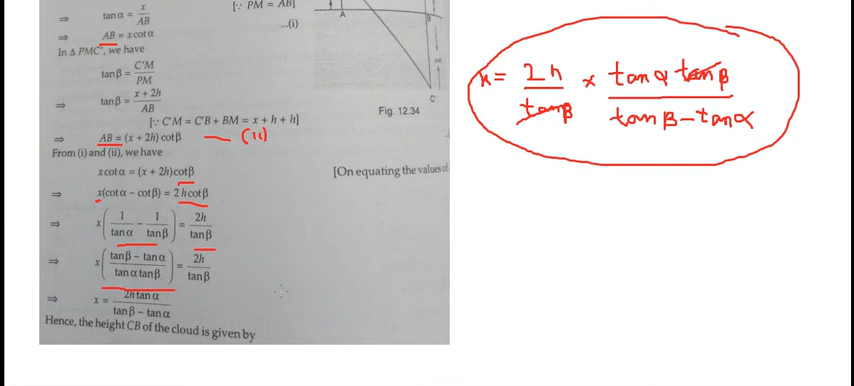 ⇒ tan α = x/AB [∵ PM = AB]
⇒ AB = x cot α ...(i)
In Δ PMC', we have
tan β = C'M/PM
⇒ tan β = (x + 2h)/AB
[∵ C'M = C'B + BM = x + h + h]
⇒ AB = (x + 2h) cot β — (ii)
From (i) and (ii), we have
x cot α = (x + 2h) cot β [On equating the values of
⇒ x(cot α − cot β) = 2 h cot β
⇒ x(1/tan α − 1/tan β) = 2h/tan β
⇒ x((tan β − tan α)/(tan α tan β)) = 2h/tan β
⇒ x = 2h tan α/(tan β − tan α)
Hence, the height CB of the cloud is given by
A B
C'
Fig. 12.34
x = 2h/tan β × tan α tan β/(tan β − tan α)